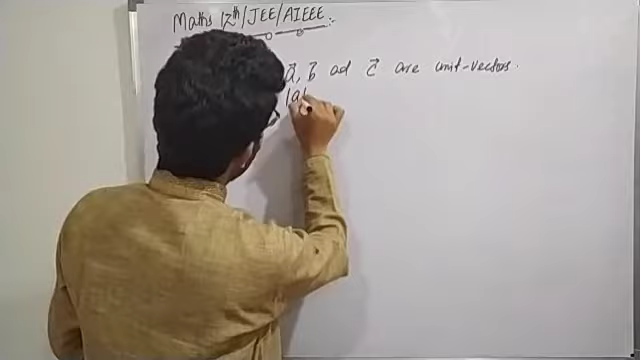 Maths 12th/JEE/AIEEE:-
a⃗, b⃗ ad c⃗ are unit-vectors.
|a|